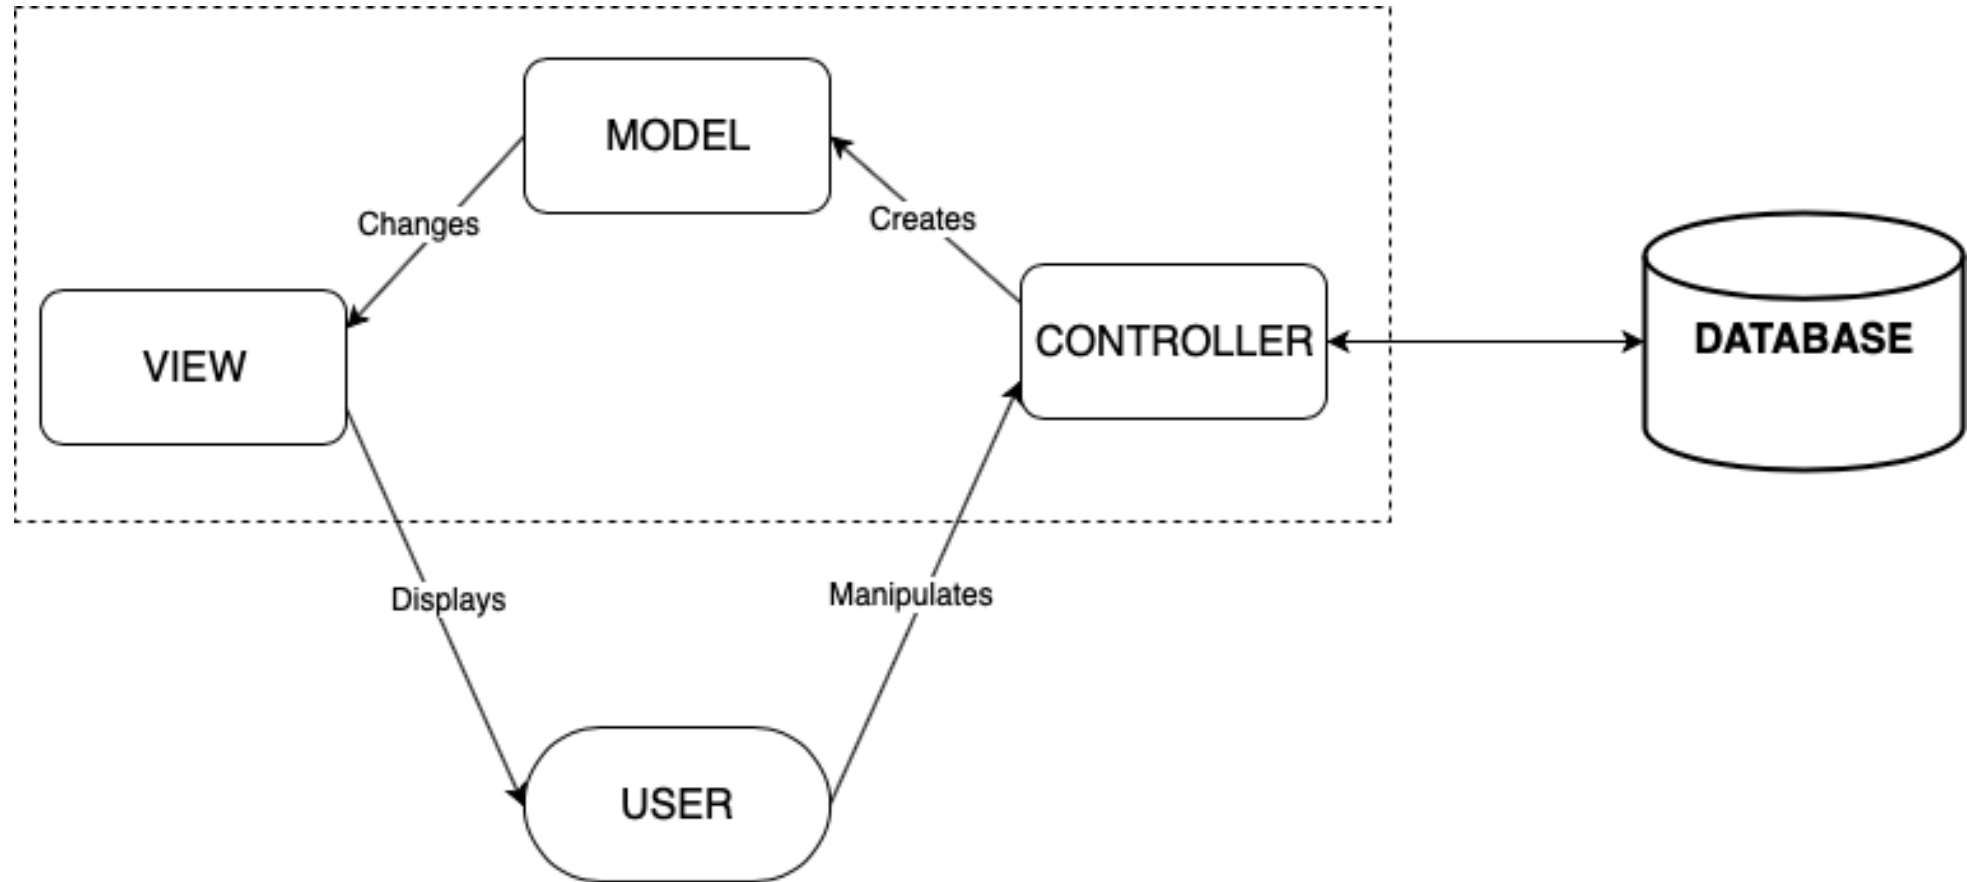 MODEL
Changes
Creates
VIEW
CONTROLLER
DATABASE
Displays
Manipulates
USER